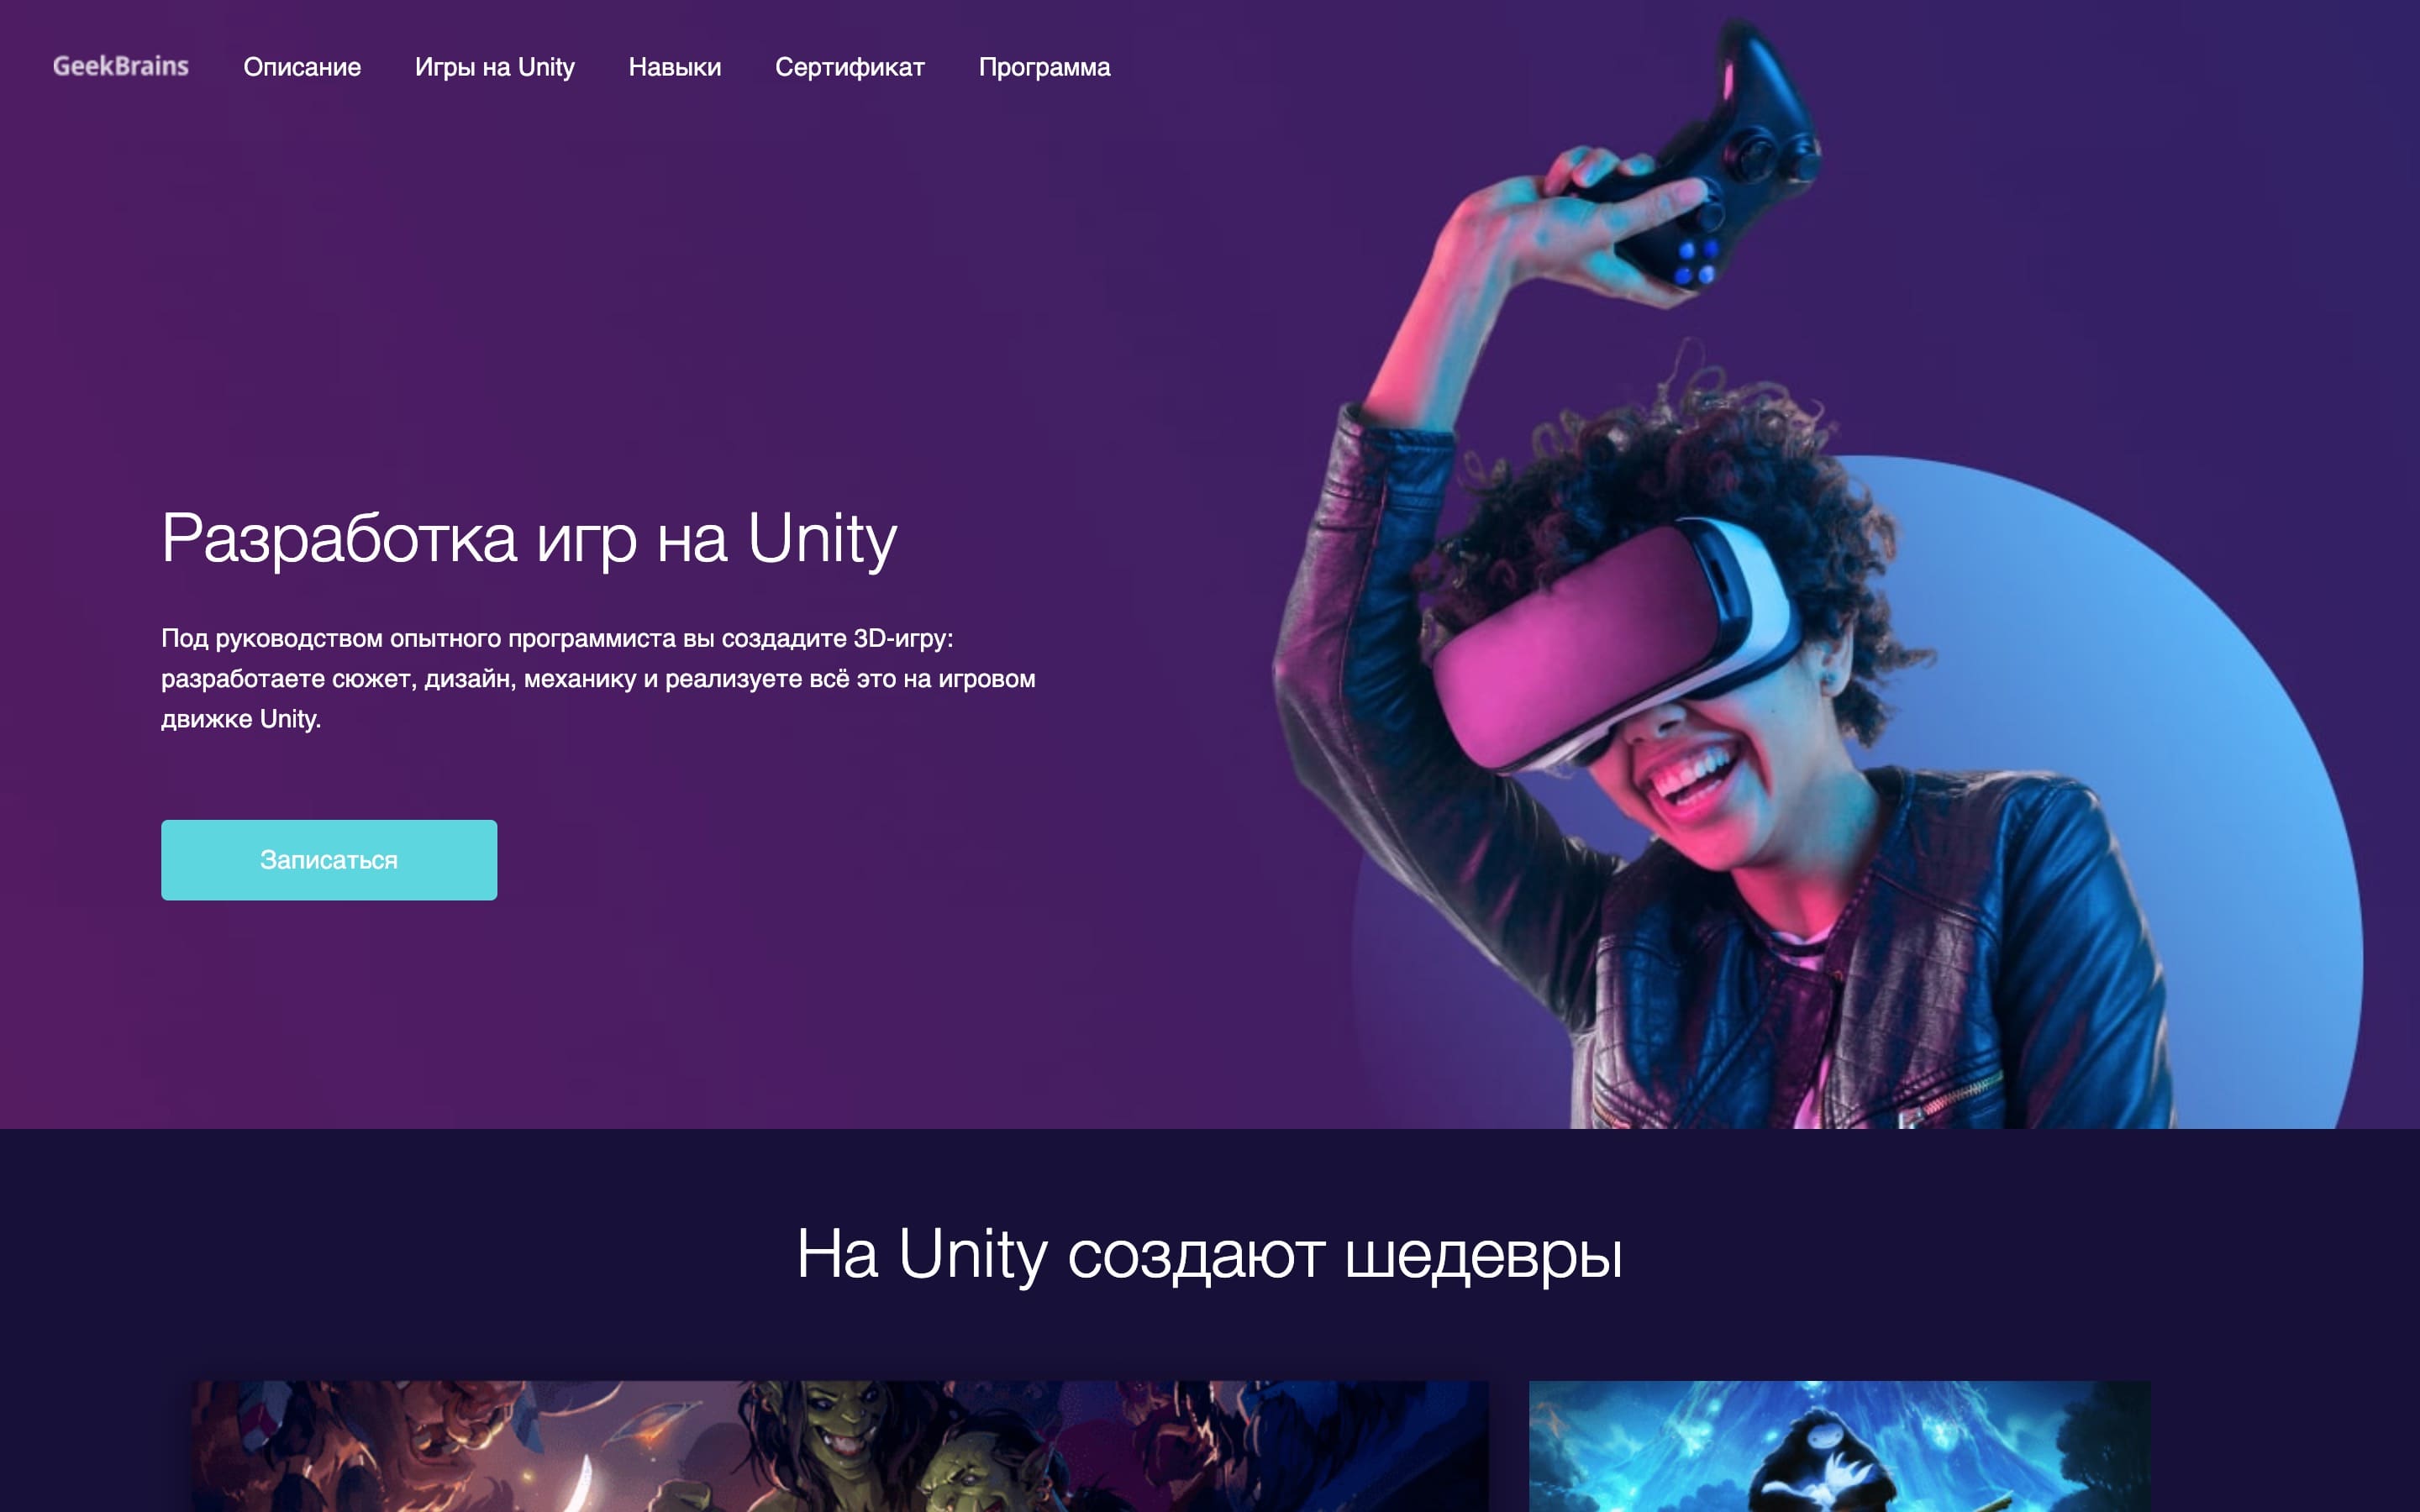 GeekBrains
Описание
Игры на Unity
Навыки
Сертификат
Программа
Разработка игр на Unity
Под руководством опытного программиста вы создадите 3D-игру:
разработаете сюжет, дизайн, механику и реализуете всё это на игровом
движке Unity.
Записаться
На Unity создают шедевры